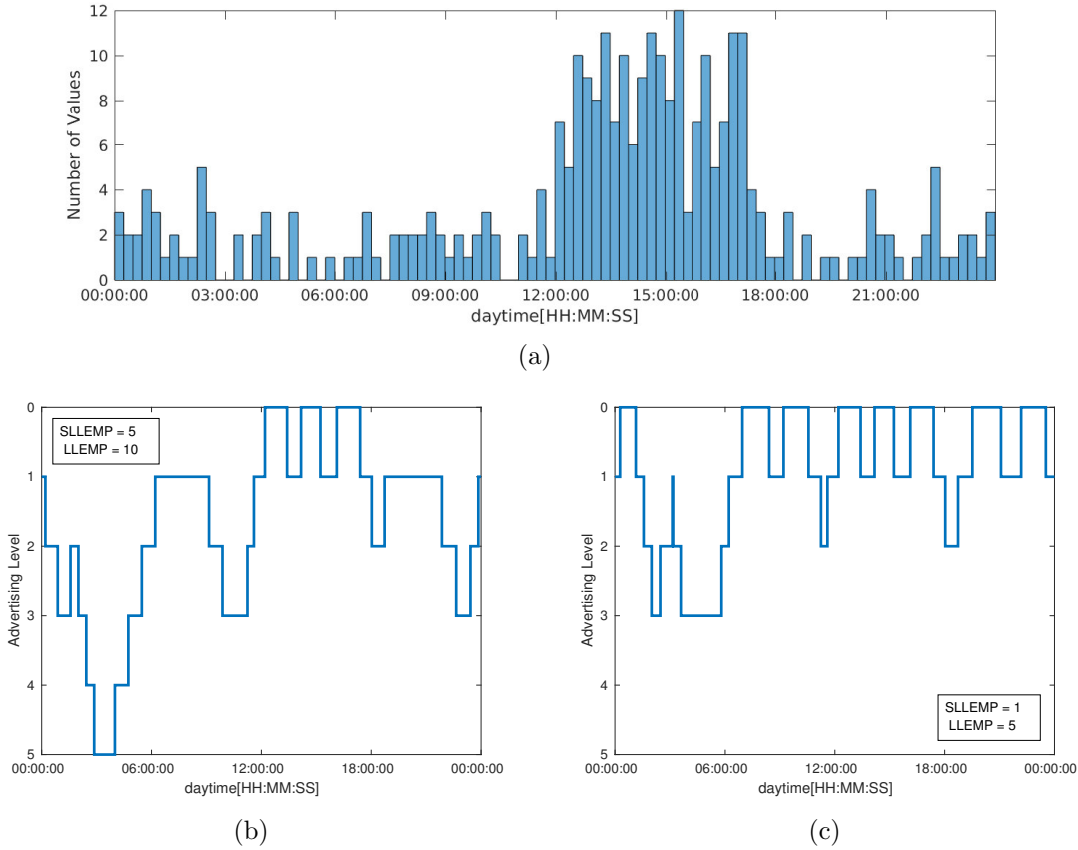 12
10
8
6
4
2
0
Number of Values
00:00:00 03:00:00 06:00:00 09:00:00 12:00:00 15:00:00 18:00:00 21:00:00
daytime[HH:MM:SS]
(a)
0
1
2
3
4
5
Advertising Level
SLLEMP = 5
LLEMP = 10
00:00:00 06:00:00 12:00:00 18:00:00 00:00:00
daytime[HH:MM:SS]
(b)
0
1
2
3
4
5
Advertising Level
SLLEMP = 1
LLEMP = 5
00:00:00 06:00:00 12:00:00 18:00:00 00:00:00
daytime[HH:MM:SS]
(c)